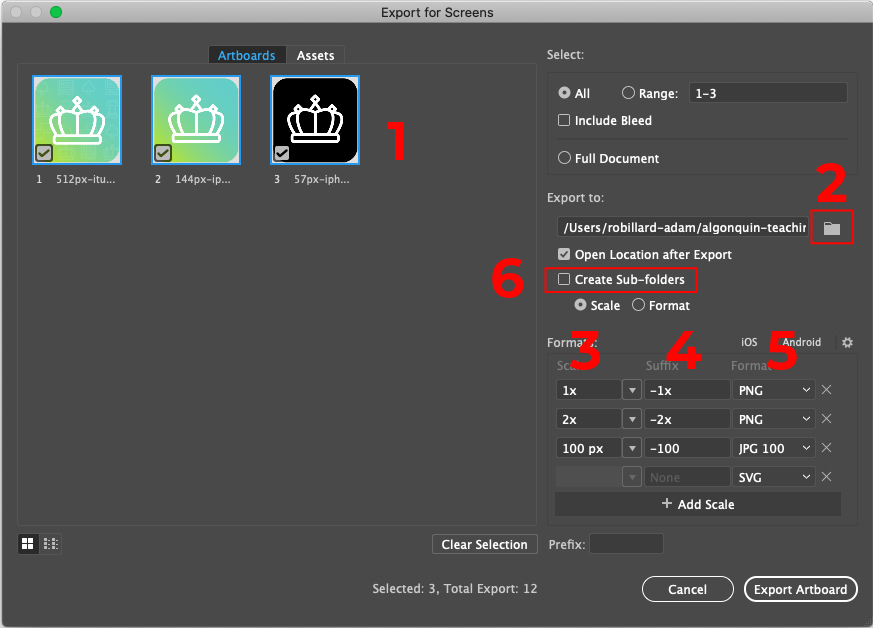 Export for Screens
Artboards Assets
1 512px-itu...
2 144px-ip...
3 57px-iph...
1
Select:
All Range: 1-3
Include Bleed
Full Document
2
Export to:
/Users/robillard-adam/algonquin-teachin
Open Location after Export
6
Create Sub-folders
Scale Format
Formats: iOS Android
3 4 5
Scale Suffix Format
1x -1x PNG
2x -2x PNG
100 px -100 JPG 100
None SVG
+ Add Scale
Clear Selection Prefix:
Selected: 3, Total Export: 12
Cancel Export Artboard